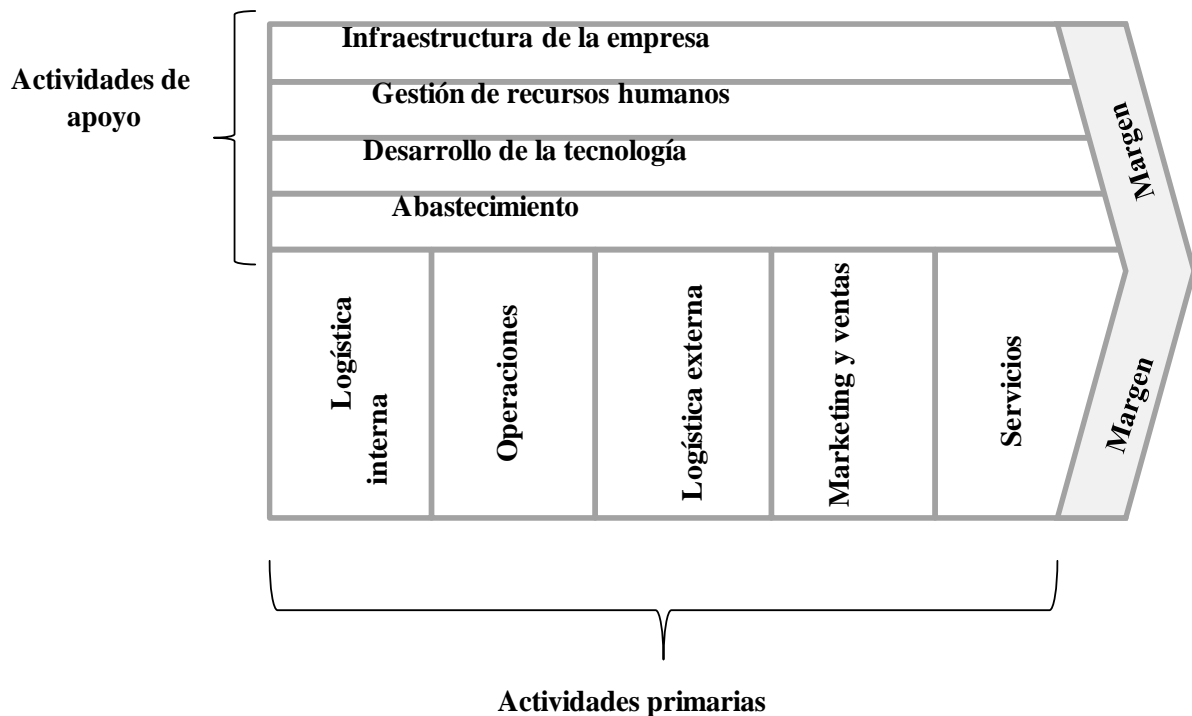 Infraestructura de la empresa
Actividades de
apoyo
Gestión de recursos humanos
Desarrollo de la tecnología
Abastecimiento
Margen
Logística
interna
Operaciones
Logística externa
Marketing y ventas
Servicios
Margen
Actividades primarias